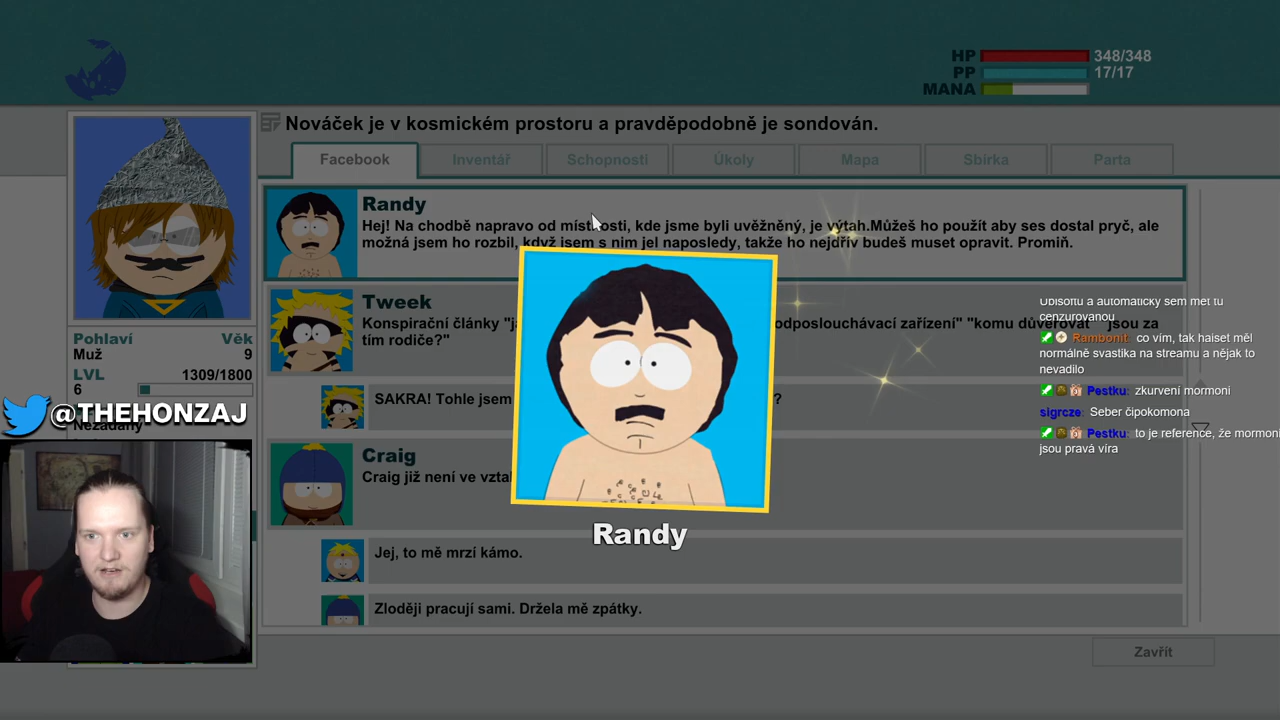 HP 348/348
PP 17/17
MANA
Nováček je v kosmickém prostoru a pravděpodobně je sondován.
Facebook Inventář Schopnosti Úkoly Mapa Sbírka Parta
Randy
Hej! Na chodbě napravo od místnosti, kde jsme byli uvěžněný, je výtah.Můžeš ho použít aby ses dostal pryč, ale
možná jsem ho rozbil, když jsem s nim jel naposledy, takže ho nejdřív budeš muset opravit. Promiň.
Tweek
Konspirační články odposlouchávací zařízení" "komu důvěřovat" jsou za
tím rodiče?"
SAKRA! Tohle jsem ?
Craig
Craig již není ve
Jej, to mě mrzí kámo.
Zloději pracují sami. Držela mě zpátky.
Randy
Pohlaví Věk
Muž 9
LVL 1309/1800
6
@THEHONZAJ
Ubisoftu a automaticky sem met tu
cenzurovanou
Rambonit: co vím, tak haiset měl
normálně svastika na streamu a nějak to
nevadilo
Pestku: zkurvení mormoni
sigrcze: Seber čipokomona
Pestku: to je reference, že mormoni
jsou pravá víra
Zavřít